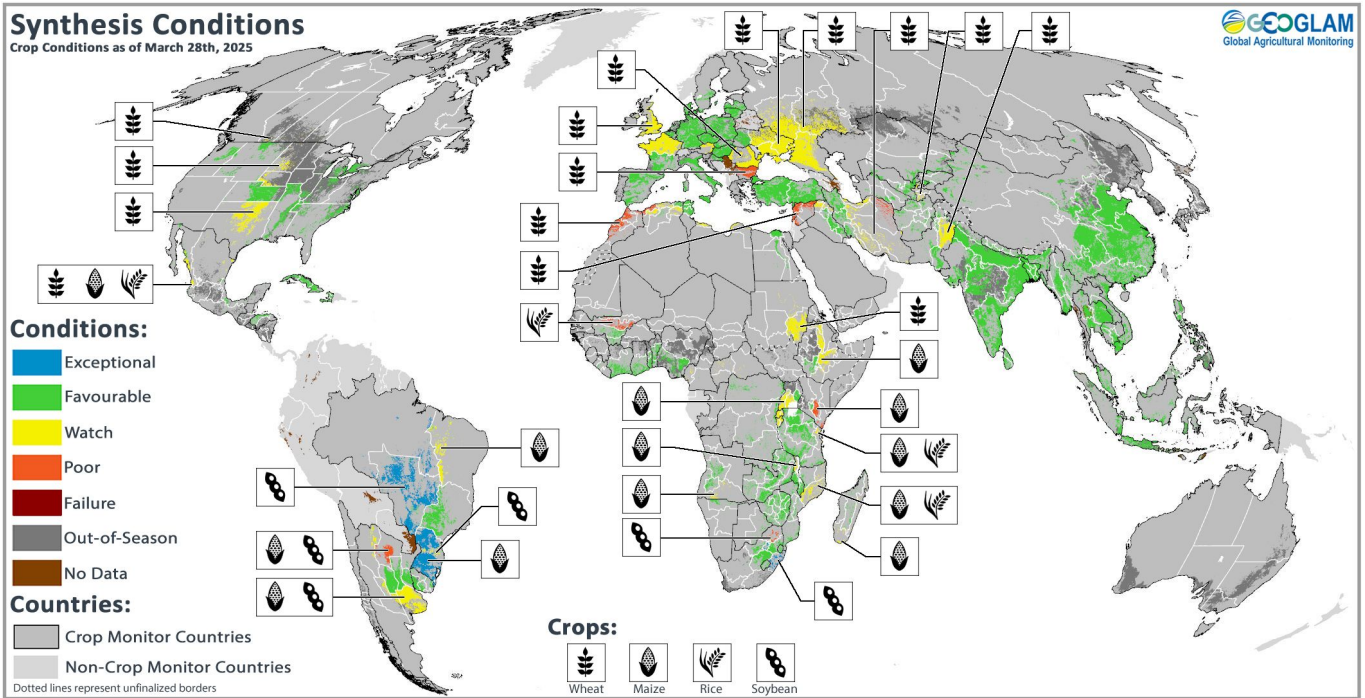 Synthesis Conditions
Crop Conditions as of March 28th, 2025
GEOGLAM
Global Agricultural Monitoring
Conditions:
Exceptional
Favourable
Watch
Poor
Failure
Out-of-Season
No Data
Countries:
Crop Monitor Countries
Non-Crop Monitor Countries
Dotted lines represent unfinalized borders
Crops:
Wheat
Maize
Rice
Soybean